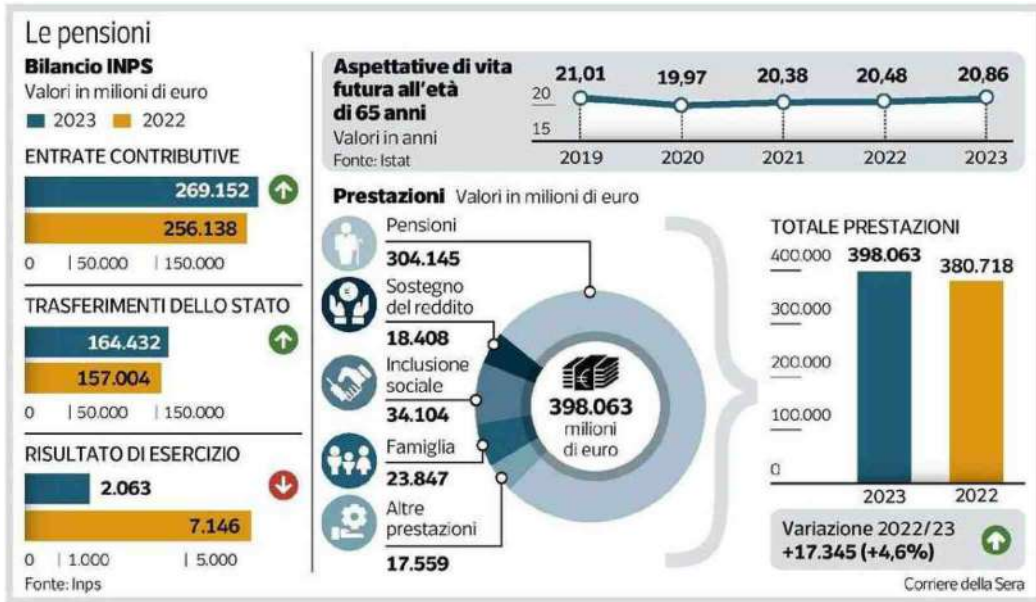 Le pensioni
Bilancio INPS
Valori in milioni di euro
2023 2022
ENTRATE CONTRIBUTIVE
269.152
256.138
0 50.000 150.000
TRASFERIMENTI DELLO STATO
164.432
157.004
0 50.000 150.000
RISULTATO DI ESERCIZIO
2.063
7.146
0 1.000 5.000
Fonte: Inps
Aspettative di vita
futura all'età
di 65 anni
Valori in anni
Fonte: Istat
21,01 19,97 20,38 20,48 20,86
20
15
2019 2020 2021 2022 2023
Prestazioni Valori in milioni di euro
Pensioni
304.145
Sostegno
del reddito
18.408
Inclusione
sociale
34.104
Famiglia
23.847
Altre
prestazioni
17.559
€
398.063
milioni
di euro
TOTALE PRESTAZIONI
400.000
300.000
200.000
100.000
0
398.063 380.718
2023 2022
Variazione 2022/23
+17.345 (+4,6%)
Corriere della Sera